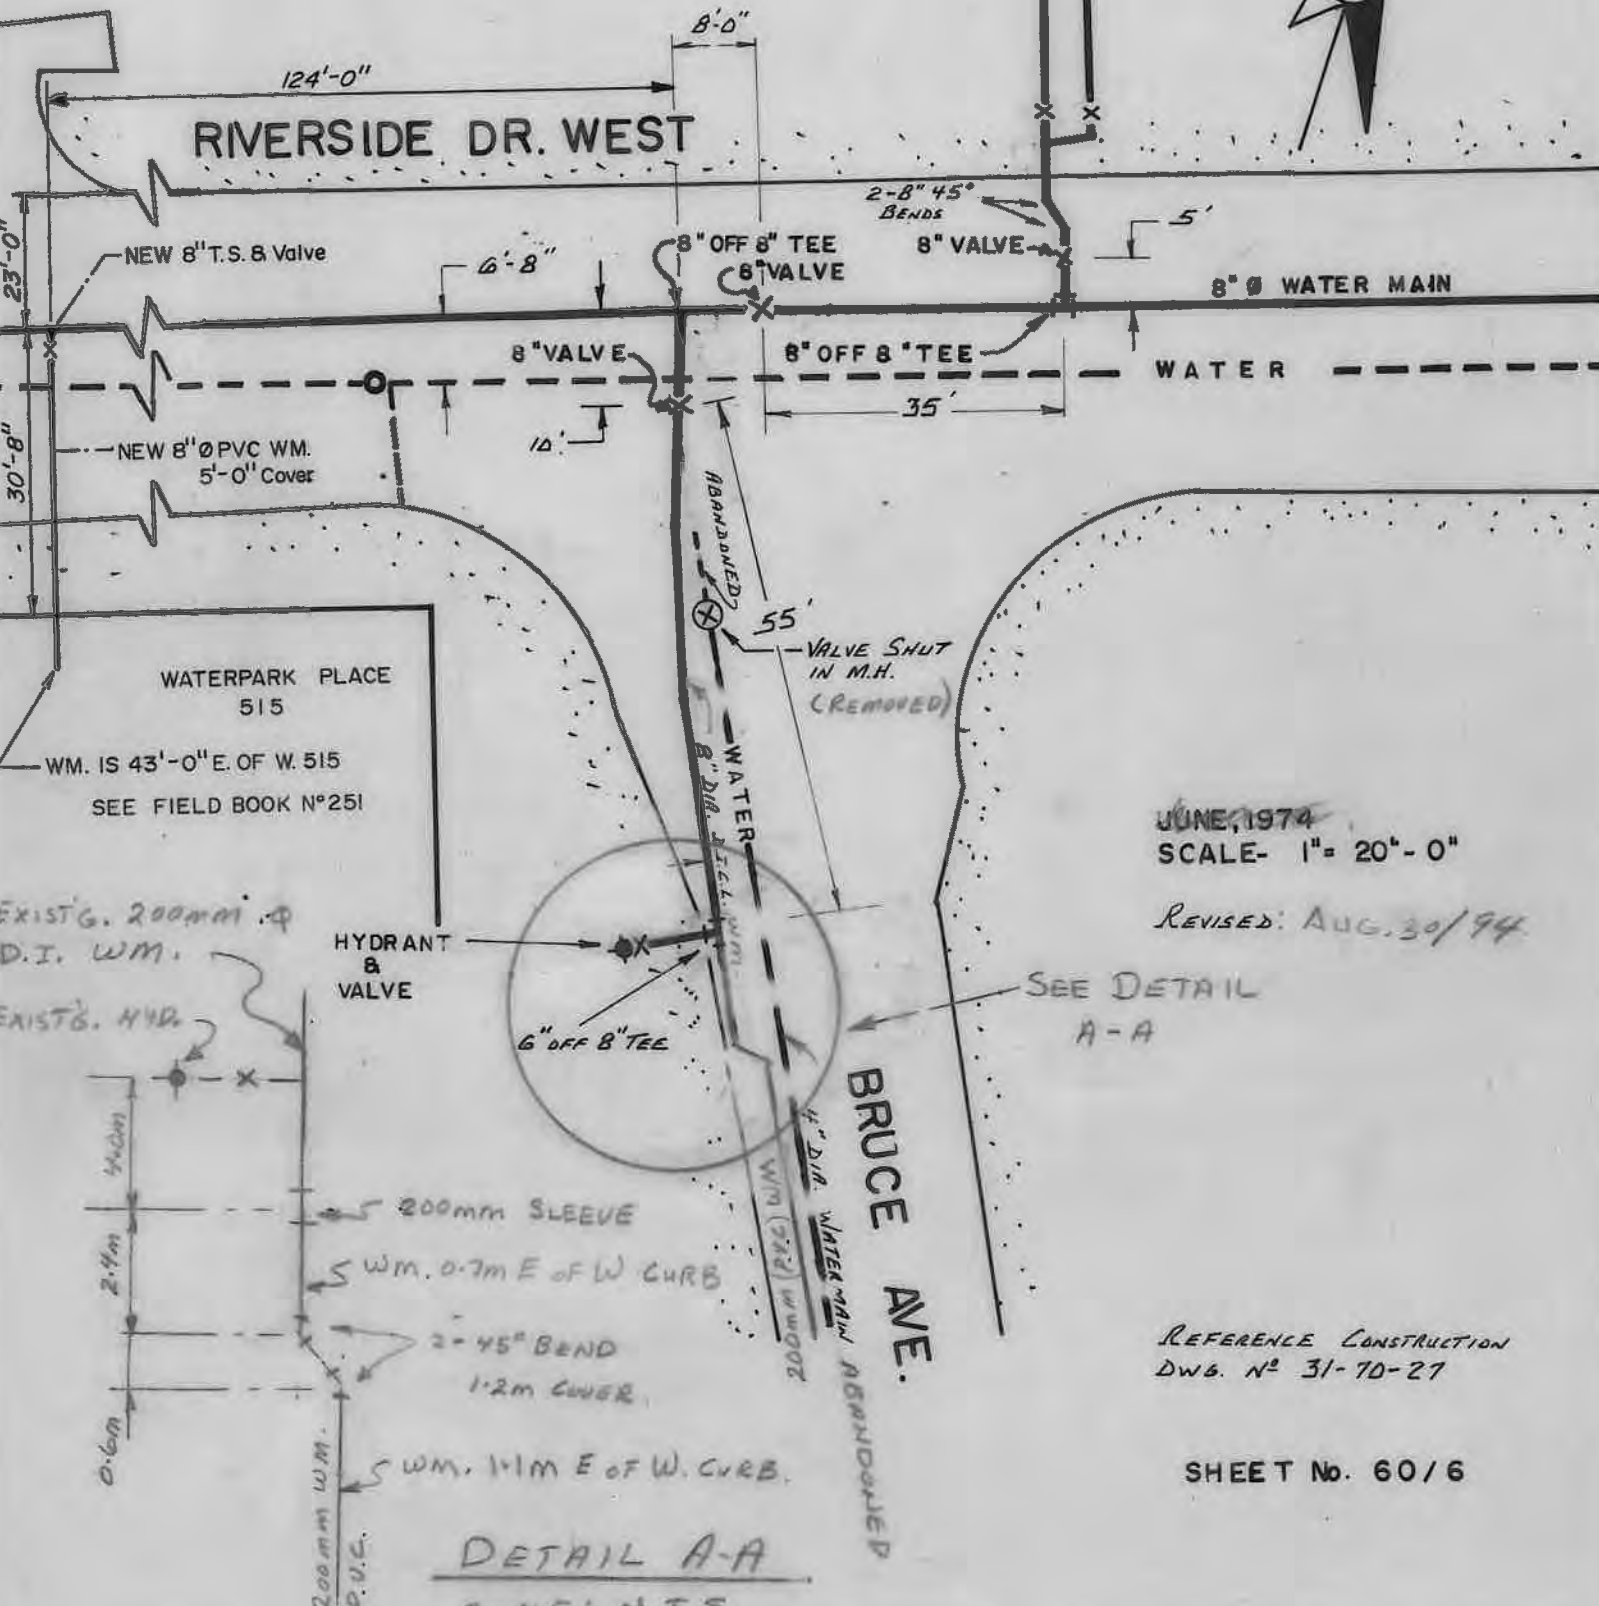 8'-0"
124'-0"
RIVERSIDE DR. WEST
2-8" 45°
BENDS
5'
23'-0"
NEW 8" T.S. & Valve
6'-8"
8" OFF 8" TEE
8" VALVE
8" VALVE
8" Ø WATER MAIN
8" VALVE
8" OFF 8" TEE
WATER
35'
10'
30'-8"
NEW 8" Ø PVC WM.
5'-0" Cover
ABANDONED
55'
VALVE SHUT
IN M.H.
(REMOVED)
WATERPARK PLACE
515
WM. IS 43'-0" E. OF W. 515
SEE FIELD BOOK Nº 251
WATER
8" DIA. D.I.C.L. WM.
JUNE, 1974
SCALE- 1"= 20'-0"
REVISED: AUG. 30/94
EXIST'G. 200mm Φ
D.I. WM.
HYDRANT
&
VALVE
EXIST'G. HYD.
6" OFF 8" TEE
SEE DETAIL
A-A
BRUCE AVE.
4" DIA. WATERMAIN ABANDONED
200mm (P.V.C.) WM
4.0m
200mm SLEEVE
2.4m
WM. 0.7m E OF W CURB
2-45° BEND
1.2m COVER
0.6m
WM. 1.1m E OF W. CURB.
200mm WM.
P.V.C.
REFERENCE CONSTRUCTION
DWG. Nº 31-70-27
SHEET No. 60/6
DETAIL A-A